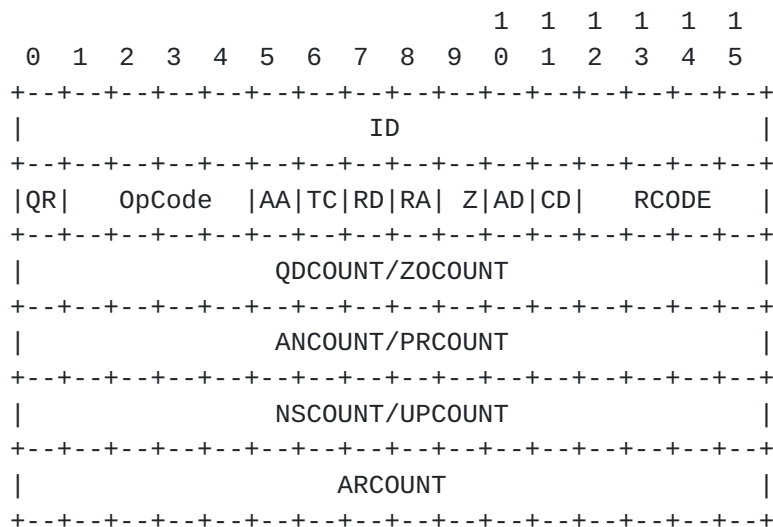 1  1  1  1  1  1
  0  1  2  3  4  5  6  7  8  9  0  1  2  3  4  5
+--+--+--+--+--+--+--+--+--+--+--+--+--+--+--+--+
|                      ID                       |
+--+--+--+--+--+--+--+--+--+--+--+--+--+--+--+--+
|QR|   OpCode  |AA|TC|RD|RA| Z|AD|CD|   RCODE   |
+--+--+--+--+--+--+--+--+--+--+--+--+--+--+--+--+
|                QDCOUNT/ZOCOUNT                |
+--+--+--+--+--+--+--+--+--+--+--+--+--+--+--+--+
|                ANCOUNT/PRCOUNT                |
+--+--+--+--+--+--+--+--+--+--+--+--+--+--+--+--+
|                NSCOUNT/UPCOUNT                |
+--+--+--+--+--+--+--+--+--+--+--+--+--+--+--+--+
|                    ARCOUNT                    |
+--+--+--+--+--+--+--+--+--+--+--+--+--+--+--+--+